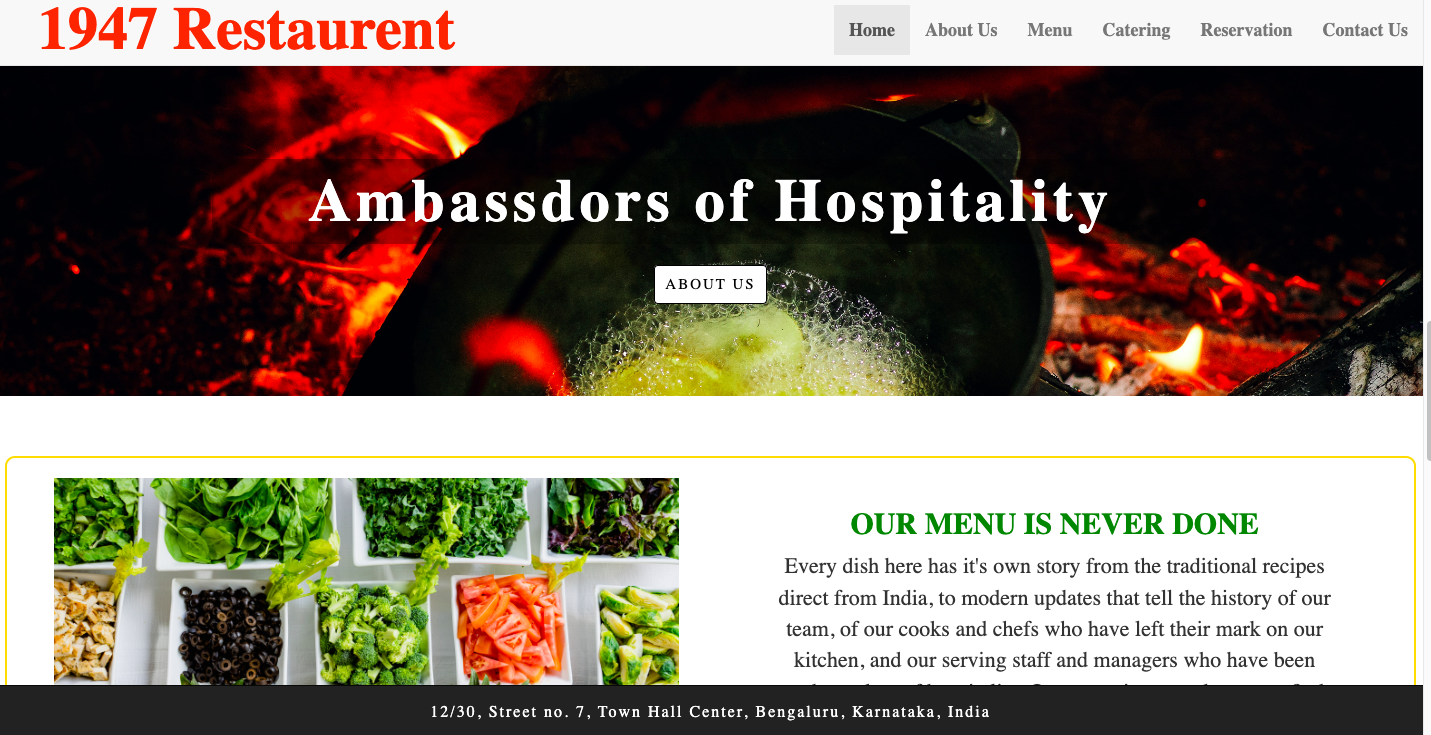 1947 Restaurent
Home About Us Menu Catering Reservation Contact Us
Ambassdors of Hospitality
ABOUT US
OUR MENU IS NEVER DONE
Every dish here has it's own story from the traditional recipes
direct from India, to modern updates that tell the history of our
team, of our cooks and chefs who have left their mark on our
kitchen, and our serving staff and managers who have been
12/30, Street no. 7, Town Hall Center, Bengaluru, Karnataka, India